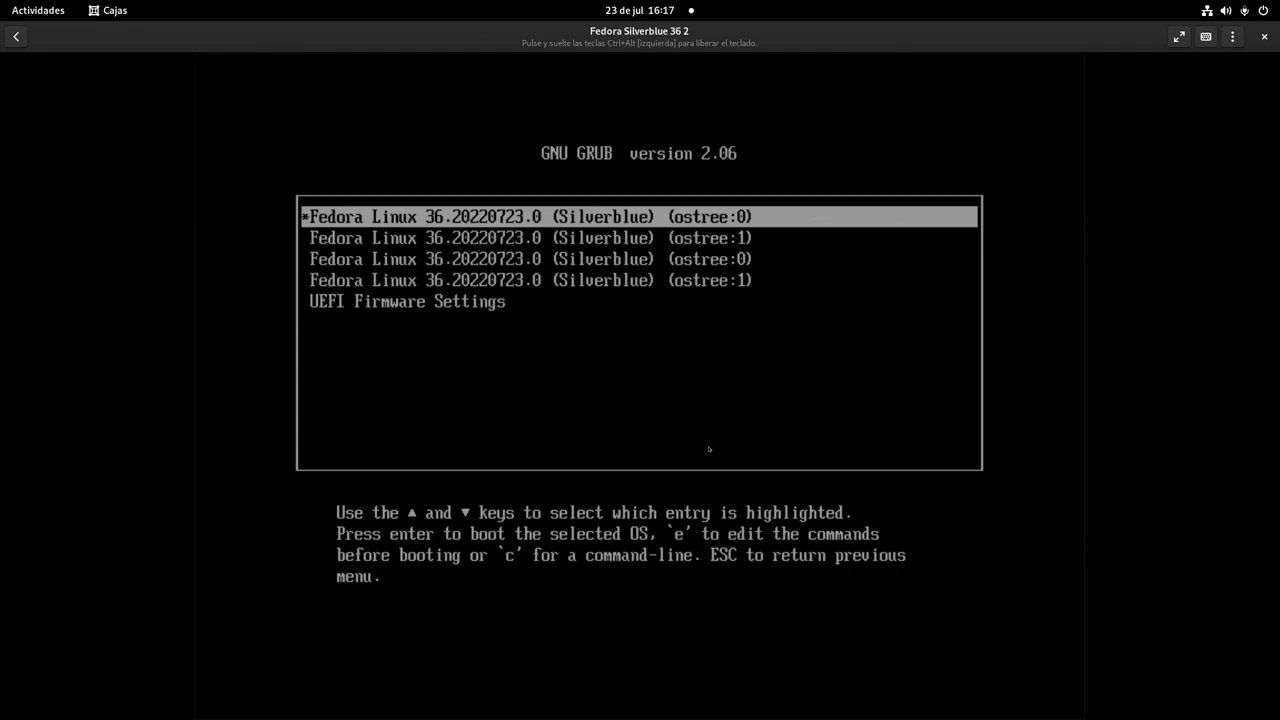 Actividades Cajas 23 de jul 16:17
Fedora Silverblue 36 2
Pulse y suelte las teclas Ctrl+Alt [izquierda] para liberar el teclado.
GNU GRUB version 2.06
*Fedora Linux 36.20220723.0 (Silverblue) (ostree:0)
Fedora Linux 36.20220723.0 (Silverblue) (ostree:1)
Fedora Linux 36.20220723.0 (Silverblue) (ostree:0)
Fedora Linux 36.20220723.0 (Silverblue) (ostree:1)
UEFI Firmware Settings
Use the ▲ and ▼ keys to select which entry is highlighted.
Press enter to boot the selected OS, `e' to edit the commands
before booting or `c' for a command-line. ESC to return previous
menu.